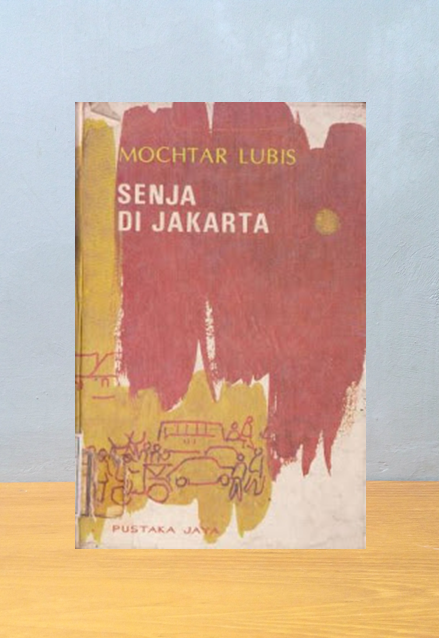 MOCHTAR LUBIS
SENJA
DI JAKARTA
PUSTAKA JAYA